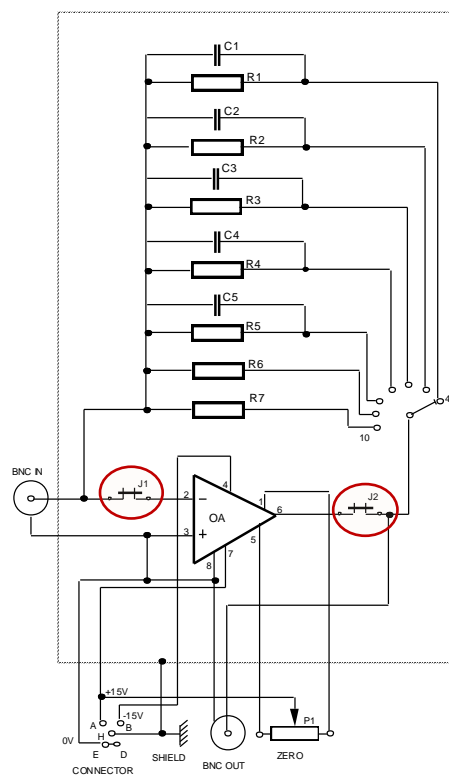 C1
R1
C2
R2
C3
R3
C4
R4
C5
R5
R6
R7
4
10
BNC IN
J1
J2
2
4
1
3
OA
6
5
7
8
+15V
-15V
A
B
P1
H
0V
E
D
SHIELD
ZERO
BNC OUT
CONNECTOR